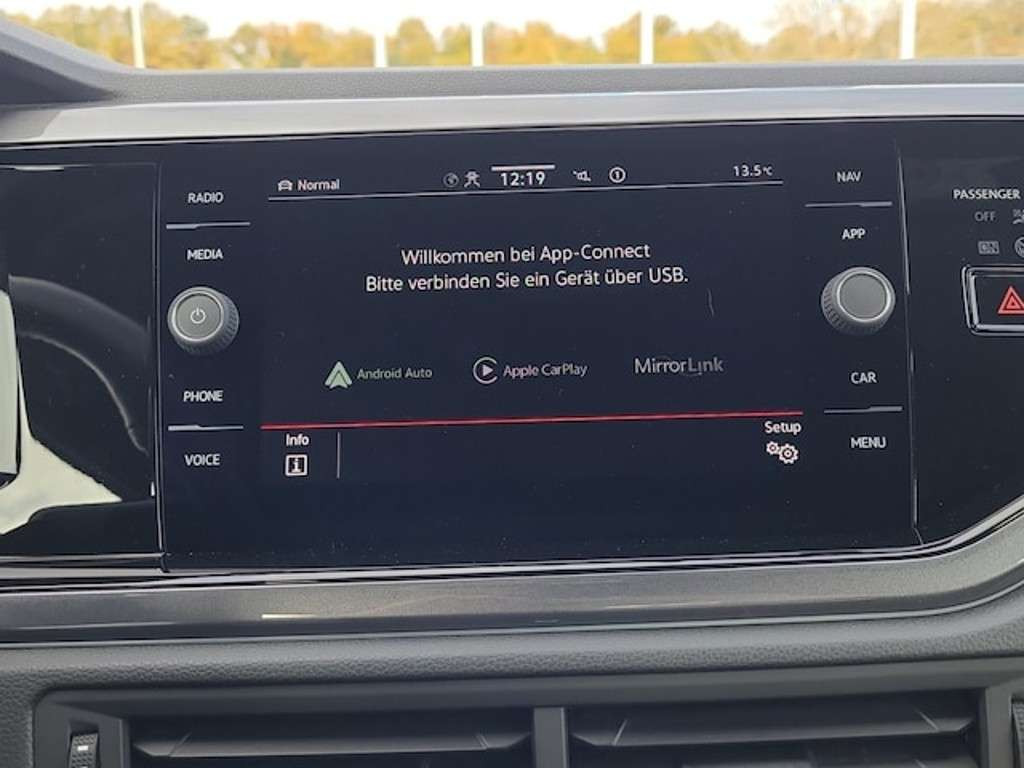 RADIO
MEDIA
PHONE
VOICE
Normal
12:19
1
13.5°C
Willkommen bei App-Connect
Bitte verbinden Sie ein Gerät über USB.
Android Auto
Apple CarPlay
MirrorLink
Info
i
Setup
NAV
APP
CAR
MENU
PASSENGER
OFF